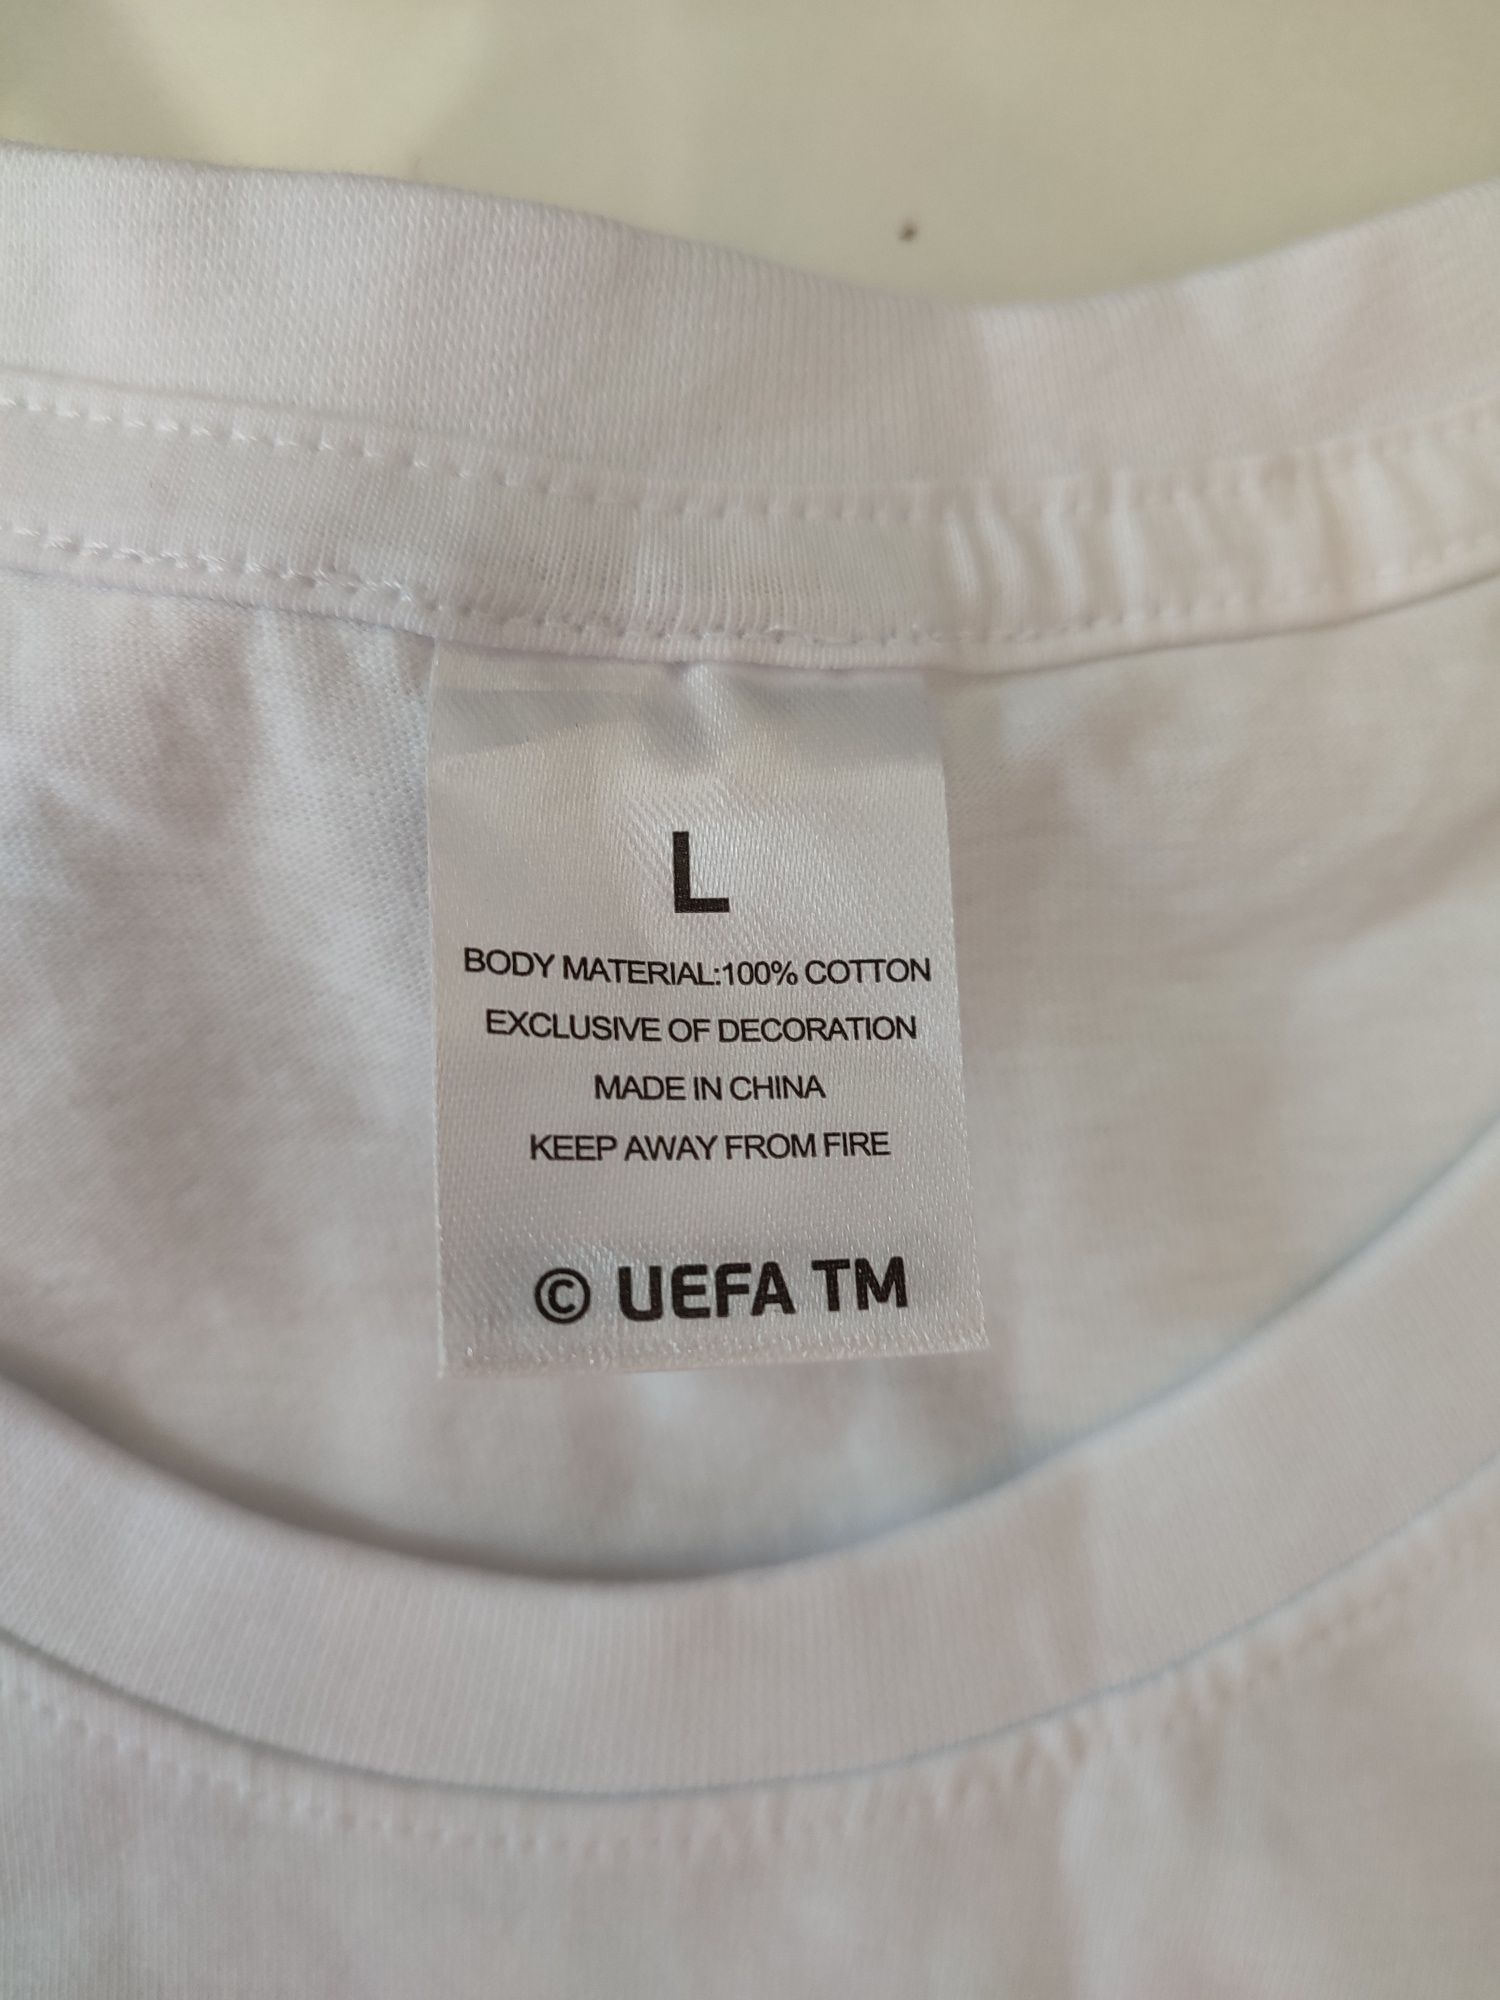 L
BODY MATERIAL:100% COTTON
EXCLUSIVE OF DECORATION
MADE IN CHINA
KEEP AWAY FROM FIRE
© UEFA TM